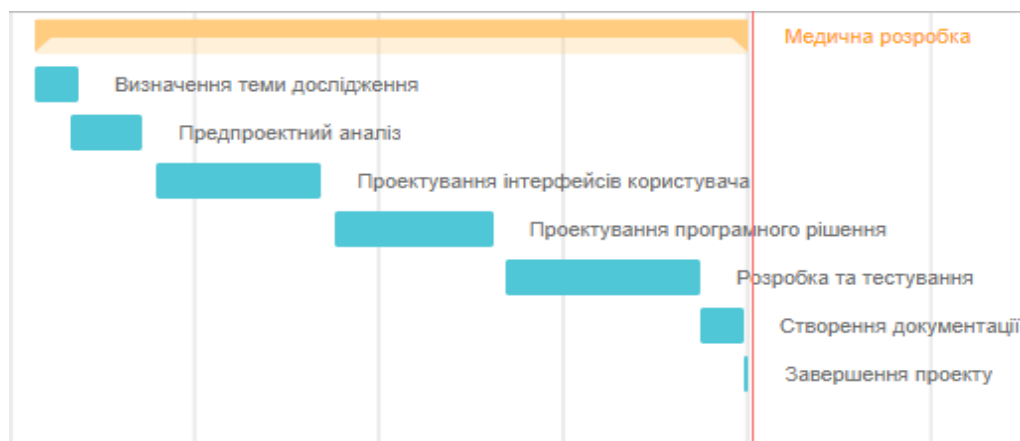 Медична розробка
Визначення теми дослідження
Предпроектний аналіз
Проектування інтерфейсів користувача
Проектування програмного рішення
Розробка та тестування
Створення документації
Завершення проекту